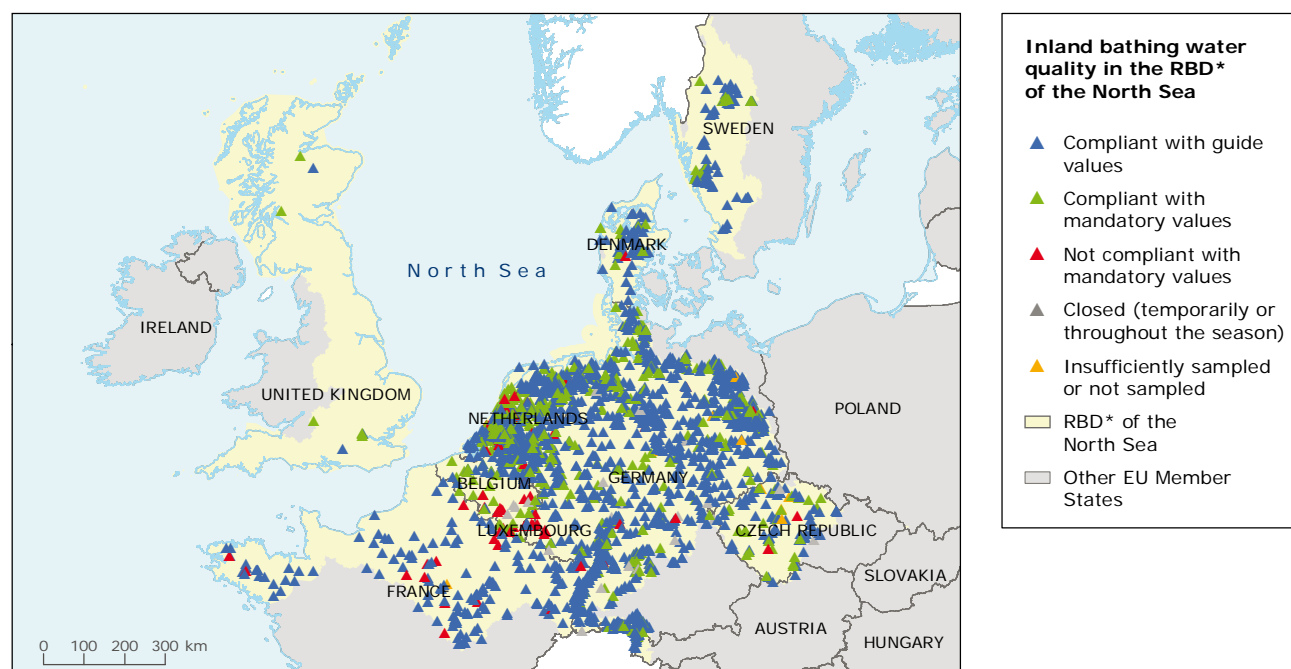 SWEDEN
DENMARK
North Sea
IRELAND
UNITED KINGDOM
NETHERLANDS
POLAND
BELGIUM
GERMANY
LUXEMBOURG
CZECH REPUBLIC
FRANCE
SLOVAKIA
AUSTRIA
HUNGARY
0 100 200 300 km
Inland bathing water
quality in the RBD*
of the North Sea
Compliant with guide
values
Compliant with
mandatory values
Not compliant with
mandatory values
Closed (temporarily or
throughout the season)
Insufficiently sampled
or not sampled
RBD* of the
North Sea
Other EU Member
States